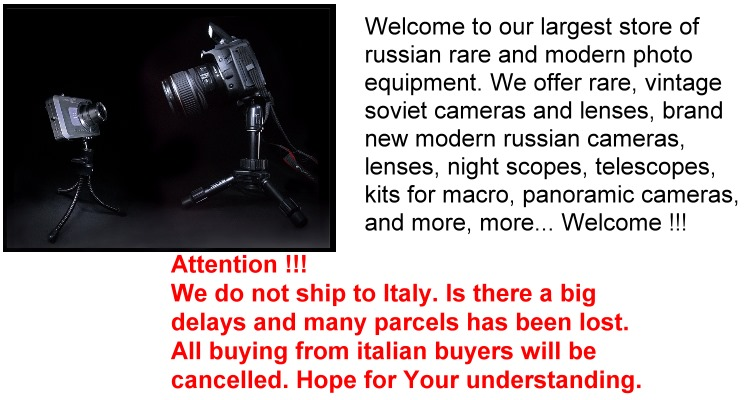 Welcome to our largest store of
russian rare and modern photo
equipment. We offer rare, vintage
soviet cameras and lenses, brand
new modern russian cameras,
lenses, night scopes, telescopes,
kits for macro, panoramic cameras,
and more, more... Welcome !!!
Attention !!!
We do not ship to Italy. Is there a big
delays and many parcels has been lost.
All buying from italian buyers will be
cancelled. Hope for Your understanding.